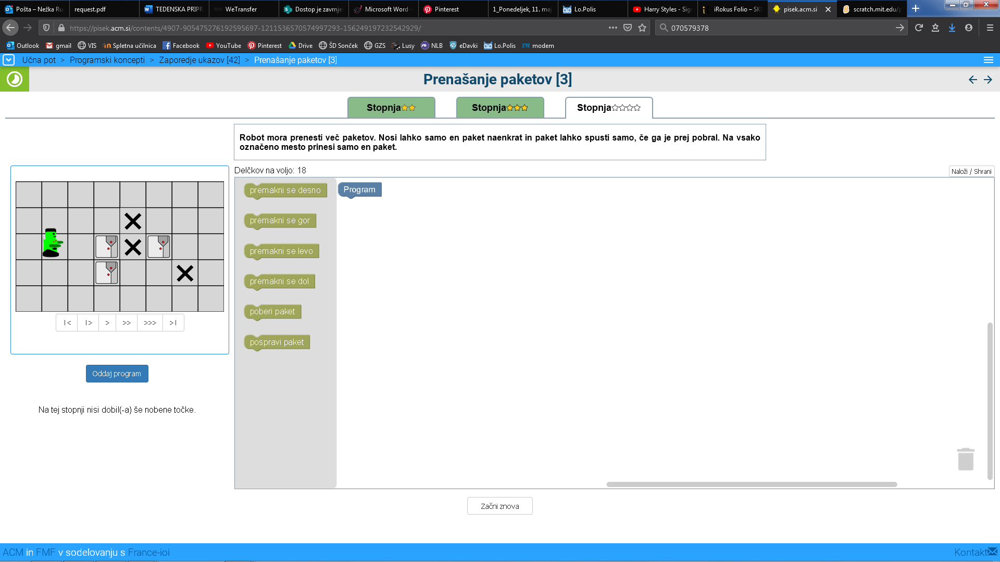 Pošta – Nežka Ru
request.pdf
TEDENSKA PRIPR
WeTransfer
Dostop je zavrnje
Microsoft Word -
Pinterest
1_Ponedeljek, 11. maj
Lo.Polis
Harry Styles - Sign
iRokus Folio – SKI
pisek.acm.si
scratch.mit.edu/p
https://pisek.acm.si/contents/4907-905475276192595697-1211536570574997293-156249197232542929/
070579378
Outlook
gmail
VIS
Spletna učilnica
Facebook
YouTube
Pinterest
Drive
ŠD Sonček
GZS
Lusy
NLB
eDavki
Lo.Polis
ZTE modem
Učna pot > Programski koncepti > Zaporedje ukazov [42] > Prenašanje paketov [3]
Prenašanje paketov [3]
Stopnja
Stopnja
Stopnja
Robot mora prenesti več paketov. Nosi lahko samo en paket naenkrat in paket lahko spusti samo, če ga je prej pobral. Na vsako
označeno mesto prinesi samo en paket.
Delčkov na voljo: 18
Naloži / Shrani
premakni se desno
Program
premakni se gor
premakni se levo
premakni se dol
poberi paket
pospravi paket
|<
|>
>
>>
>>>
>|
Oddaj program
Na tej stopnji nisi dobil(-a) še nobene točke.
Začni znova
ACM in FMF v sodelovanju s France-ioi
Kontakt